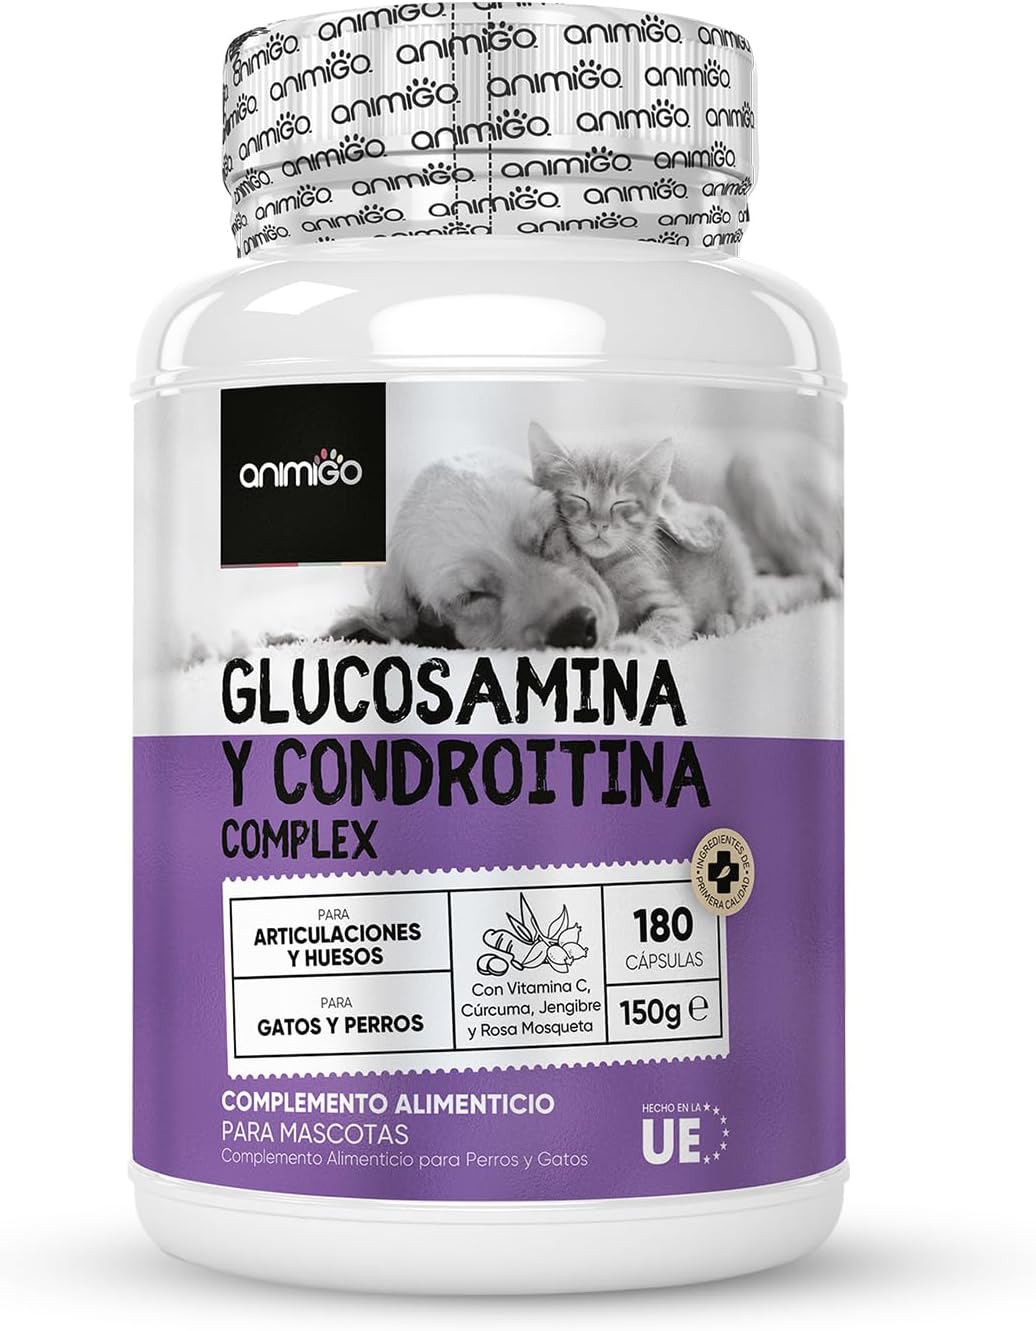 animiGo
GLUCOSAMINA
Y CONDROITINA
COMPLEX
INGREDIENTES DE
PRIMERA CALIDAD
PARA
ARTICULACIONES
Y HUESOS
PARA
GATOS Y PERROS
Con Vitamina C,
Cúrcuma, Jengibre
y Rosa Mosqueta
180
CÁPSULAS
150g ℮
COMPLEMENTO ALIMENTICIO
PARA MASCOTAS
Complemento Alimenticio para Perros y Gatos
HECHO EN LA
UE